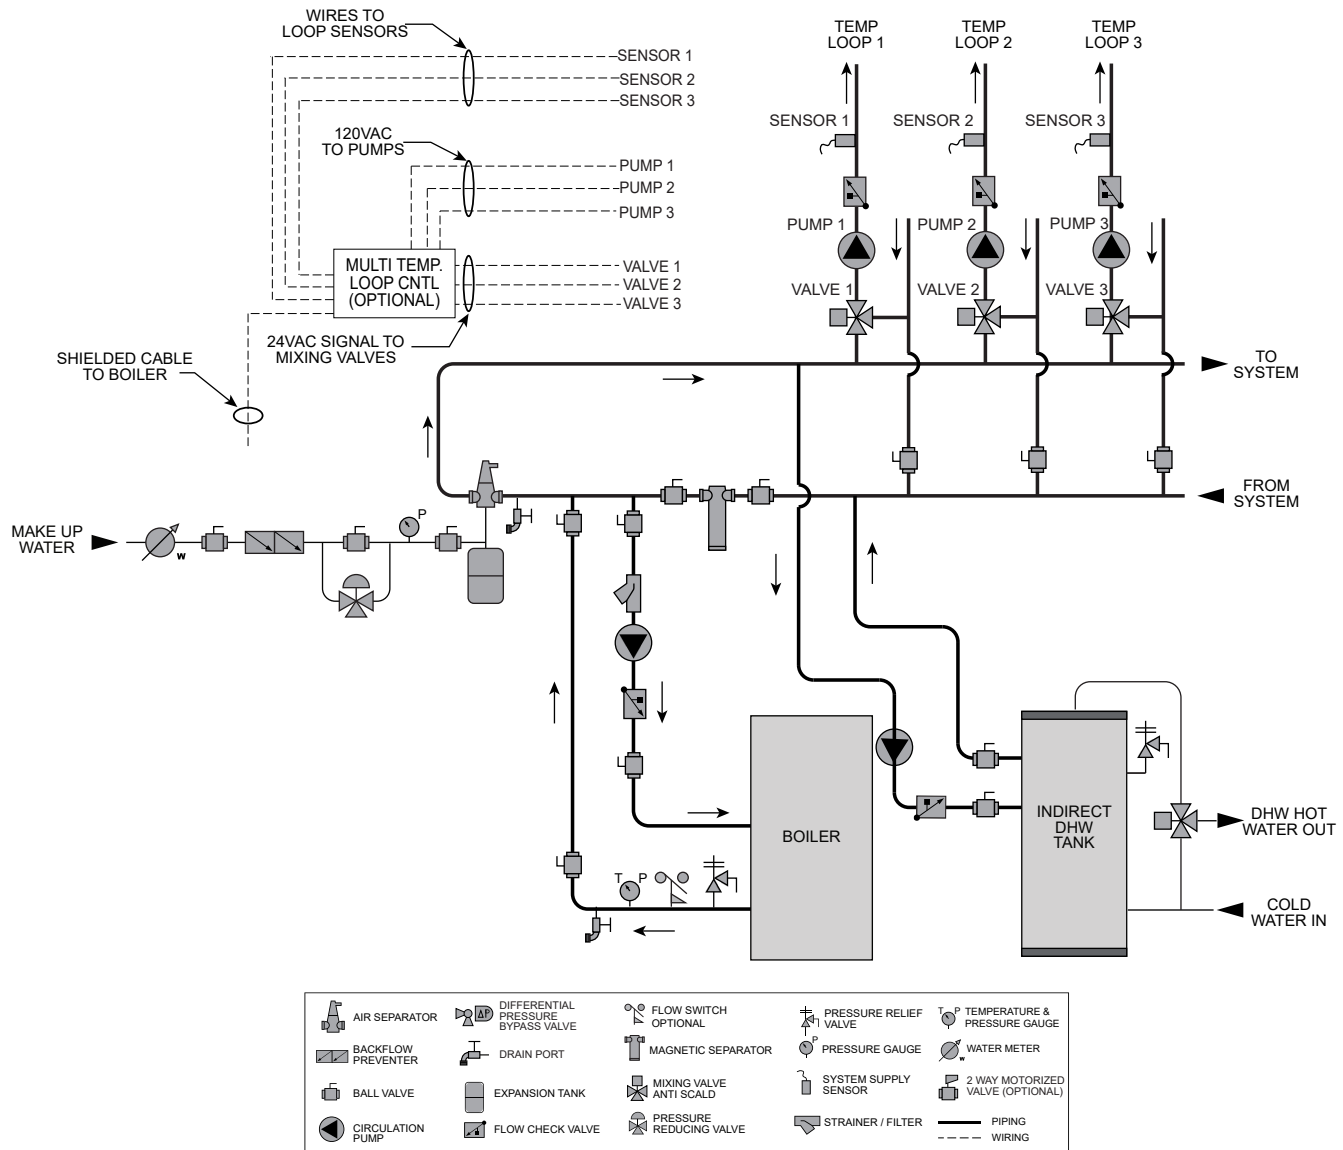 WIRES TO
LOOP SENSORS
SENSOR 1
SENSOR 2
SENSOR 3
120VAC
TO PUMPS
PUMP 1
PUMP 2
PUMP 3
MULTI TEMP.
LOOP CNTL
(OPTIONAL)
VALVE 1
VALVE 2
VALVE 3
24VAC SIGNAL TO
MIXING VALVES
SHIELDED CABLE
TO BOILER
TEMP
LOOP 1
TEMP
LOOP 2
TEMP
LOOP 3
SENSOR 1
SENSOR 2
SENSOR 3
PUMP 1
PUMP 2
PUMP 3
VALVE 1
VALVE 2
VALVE 3
TO
SYSTEM
FROM
SYSTEM
MAKE UP
WATER
W
P
T P
BOILER
INDIRECT
DHW
TANK
DHW HOT
WATER OUT
COLD
WATER IN
AIR SEPARATOR
ΔP
DIFFERENTIAL
PRESSURE
BYPASS VALVE
FLOW SWITCH
OPTIONAL
PRESSURE RELIEF
VALVE
T P
TEMPERATURE &
PRESSURE GAUGE
BACKFLOW
PREVENTER
DRAIN PORT
MAGNETIC SEPARATOR
P
PRESSURE GAUGE
W
WATER METER
BALL VALVE
EXPANSION TANK
MIXING VALVE
ANTI SCALD
SYSTEM SUPPLY
SENSOR
2 WAY MOTORIZED
VALVE (OPTIONAL)
CIRCULATION
PUMP
FLOW CHECK VALVE
PRESSURE
REDUCING VALVE
STRAINER / FILTER
PIPING
WIRING